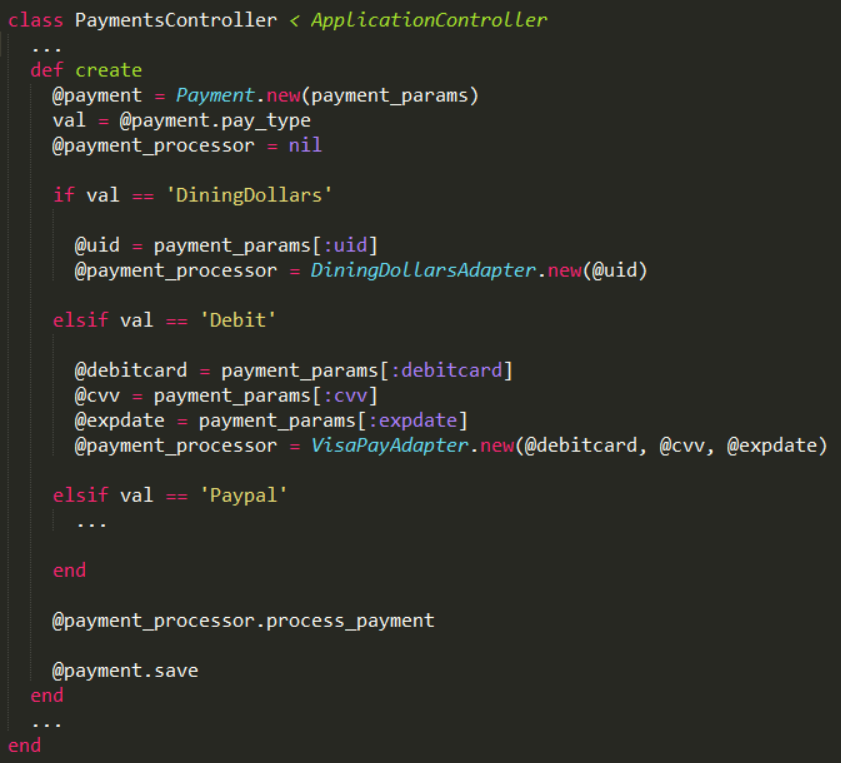 class PaymentsController < ApplicationController
  ...
  def create
    @payment = Payment.new(payment_params)
    val = @payment.pay_type
    @payment_processor = nil

    if val == 'DiningDollars'

      @uid = payment_params[:uid]
      @payment_processor = DiningDollarsAdapter.new(@uid)

    elsif val == 'Debit'

      @debitcard = payment_params[:debitcard]
      @cvv = payment_params[:cvv]
      @expdate = payment_params[:expdate]
      @payment_processor = VisaPayAdapter.new(@debitcard, @cvv, @expdate)

    elsif val == 'Paypal'
      ...

    end

    @payment_processor.process_payment

    @payment.save
  end
  ...
end